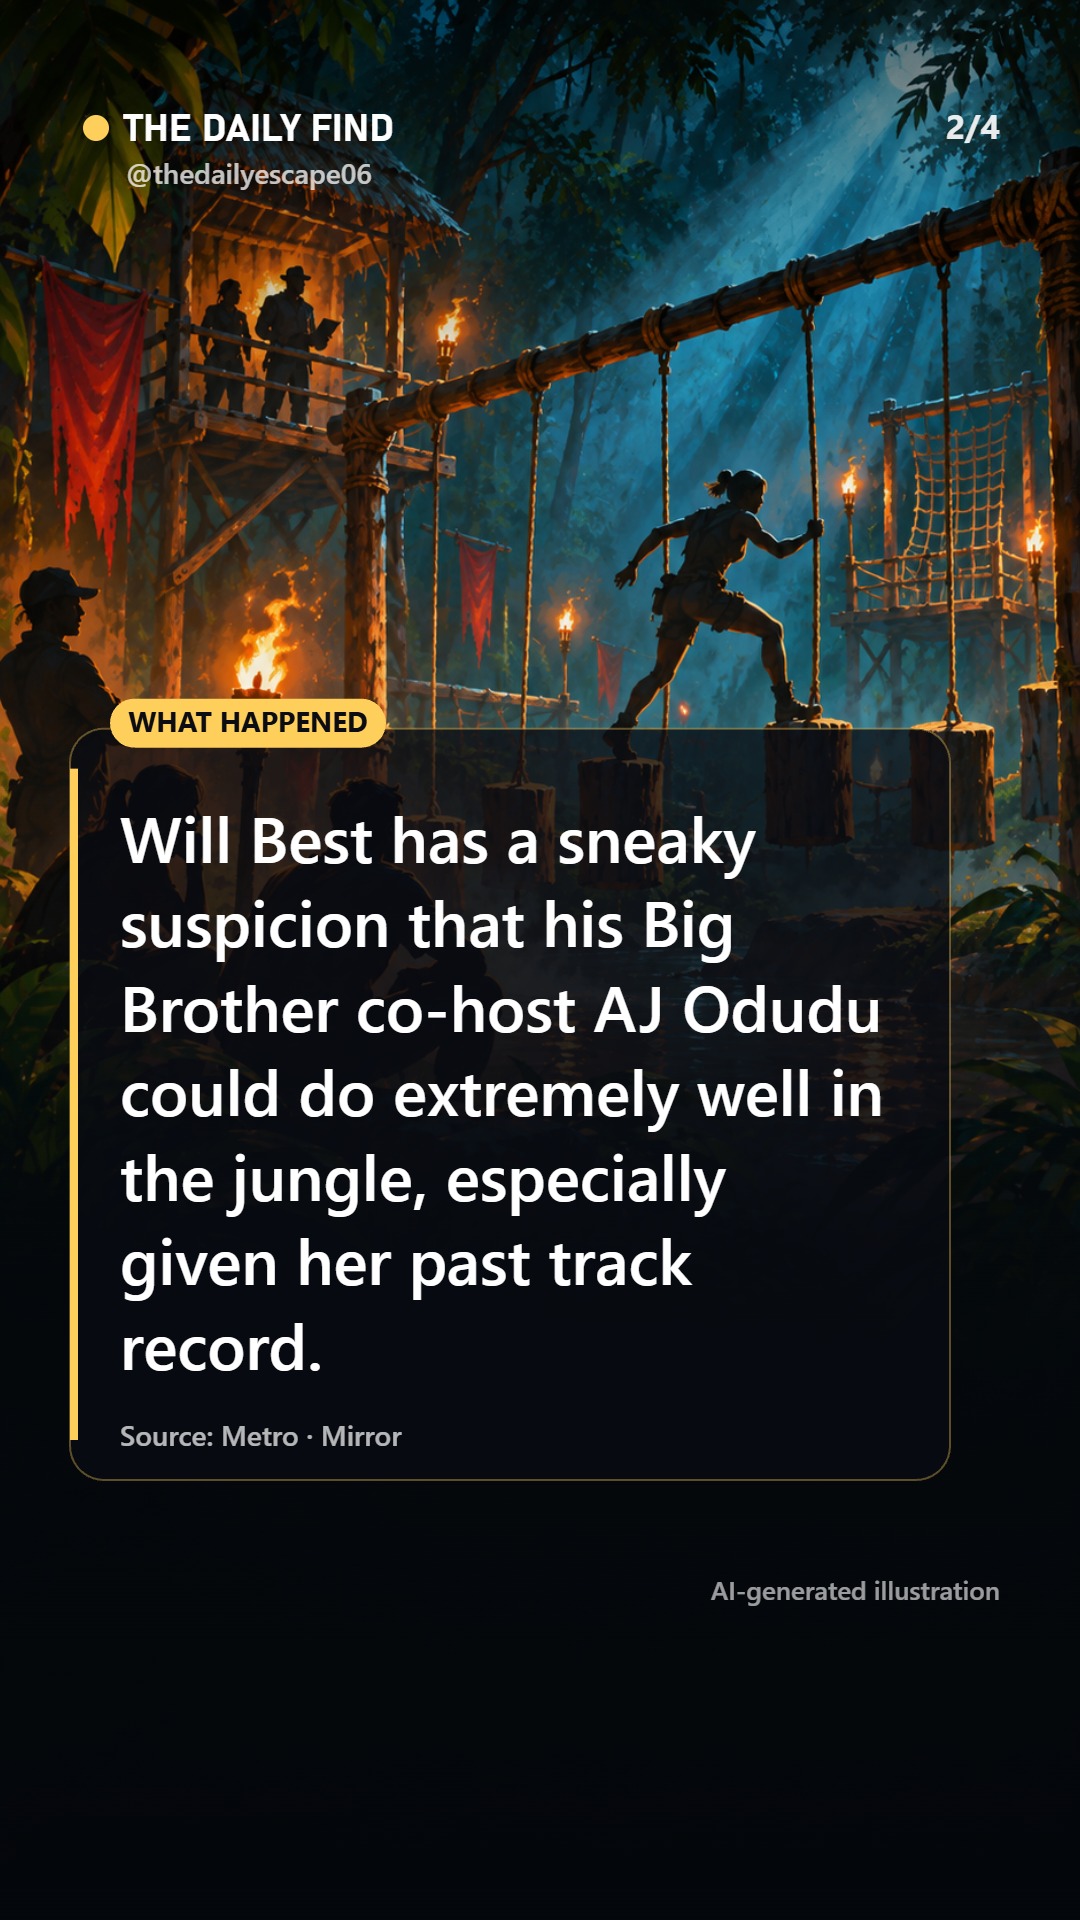 THE DAILY FIND
2/4
@thedailyescape06
WHAT HAPPENED
Will Best has a sneaky
suspicion that his Big
Brother co-host AJ Odudu
could do extremely well in
the jungle, especially
given her past track
record.
Source: Metro · Mirror
AI-generated illustration